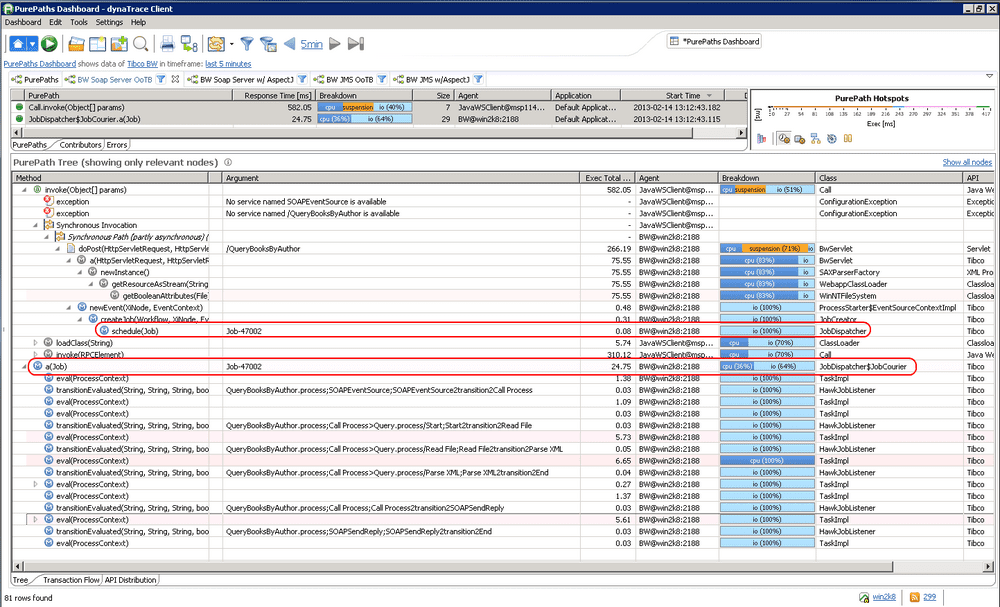 PurePaths Dashboard - dynaTrace Client
Dashboard Edit Tools Settings Help
5min
*PurePaths Dashboard
PurePaths Dashboard shows data of Tibco BW in timeframe: last 5 minutes
PurePaths BW Soap Server OoTB BW Soap Server w/ AspectJ BW JMS OoTB BW JMS w/AspectJ
PurePath Response Time [ms] Breakdown Size Agent Application Start Time D
Call.invoke(Object[] params) 582.05 cpu suspension io (40%) 7 JavaWSClient@msp114... Default Applicat... 2013-02-14 13:12:43.182
JobDispatcher$JobCourier.a(Job) 24.75 cpu (36%) io (64%) 29 BW@win2k8:2188 Default Applicat... 2013-02-14 13:12:43.115
PurePaths Contributors Errors
PurePath Hotspots
[ms]
0 27 54 81 114 147 180 213 247 284 317 351 378 417
Exec [ms]
PurePath Tree (showing only relevant nodes) Show all nodes
Method Argument Exec Total ... Agent Breakdown Class API
invoke(Object[] params) 582.05 JavaWSClient@msp... cpu suspension io (51%) Call Java We
exception No service named SOAPEventSource is available - JavaWSClient@msp... ConfigurationException Exceptio
exception No service named /QueryBooksByAuthor is available - JavaWSClient@msp... ConfigurationException Exceptio
Synchronous Invocation - JavaWSClient@msp...
Synchronous Path (partly asynchronous) ( - BW@win2k8:2188
doPost(HttpServletRequest, HttpServle /QueryBooksByAuthor 266.19 BW@win2k8:2188 cpu suspension (71%) io BwServlet Servlet
a(HttpServletRequest, HttpServletR 75.55 BW@win2k8:2188 cpu (83%) io BwServlet Tibco
newInstance() 75.55 BW@win2k8:2188 cpu (83%) io SAXParserFactory XML Pro
getResourceAsStream(String 75.55 BW@win2k8:2188 cpu (83%) io WebappClassLoader Classloa
getBooleanAttributes(File) 75.55 BW@win2k8:2188 cpu (83%) io WinNTFileSystem Classloa
newEvent(XiNode, EventContext) 0.48 BW@win2k8:2188 io (100%) ProcessStarter$EventSourceContextImpl Tibco
createJob(Workflow, XiNode, Ev 0.31 BW@win2k8:2188 io (100%) JobCreator Tibco
schedule(Job) Job-47002 0.08 BW@win2k8:2188 io (100%) JobDispatcher Tibco
loadClass(String) 5.74 BW@win2k8:2188 cpu io (70%) ClassLoader Classloa
invoke(RPCElement) 310.12 BW@win2k8:2188 cpu io (70%) Call Java We
a(Job) Job-47002 24.75 BW@win2k8:2188 cpu (36%) io (64%) JobDispatcher$JobCourier Tibco
eval(ProcessContext) 1.38 BW@win2k8:2188 io (100%) TaskImpl Tibco
transitionEvaluated(String, String, String, boo QueryBooksByAuthor.process;SOAPEventSource;SOAPEventSource2transition2Call Process 0.03 BW@win2k8:2188 io (100%) HawkJobListener Tibco
eval(ProcessContext) 1.09 BW@win2k8:2188 io (100%) TaskImpl Tibco
eval(ProcessContext) 0.03 BW@win2k8:2188 io (100%) TaskImpl Tibco
transitionEvaluated(String, String, String, boo QueryBooksByAuthor.process;Call Process>Query.process/Start;Start2transition2Read File 0.03 BW@win2k8:2188 io (100%) HawkJobListener Tibco
eval(ProcessContext) 5.73 BW@win2k8:2188 io (100%) TaskImpl Tibco
transitionEvaluated(String, String, String, boo QueryBooksByAuthor.process;Call Process>Query.process/Read File;Read File2transition2Parse XML 0.05 BW@win2k8:2188 io (100%) HawkJobListener Tibco
eval(ProcessContext) 6.65 BW@win2k8:2188 cpu (100%) TaskImpl Tibco
transitionEvaluated(String, String, String, boo QueryBooksByAuthor.process;Call Process>Query.process/Parse XML;Parse XML2transition2End 0.04 BW@win2k8:2188 io (100%) HawkJobListener Tibco
eval(ProcessContext) 0.27 BW@win2k8:2188 io (100%) TaskImpl Tibco
eval(ProcessContext) 1.37 BW@win2k8:2188 io (100%) TaskImpl Tibco
transitionEvaluated(String, String, String, boo QueryBooksByAuthor.process;Call Process;Call Process2transition2SOAPSendReply 0.03 BW@win2k8:2188 io (100%) HawkJobListener Tibco
eval(ProcessContext) 5.61 BW@win2k8:2188 io (100%) TaskImpl Tibco
transitionEvaluated(String, String, String, boo QueryBooksByAuthor.process;SOAPSendReply;SOAPSendReply2transition2End 0.03 BW@win2k8:2188 io (100%) HawkJobListener Tibco
eval(ProcessContext) 0.03 BW@win2k8:2188 io (100%) TaskImpl Tibco
Tree Transaction Flow API Distribution
81 rows found win2k8 299